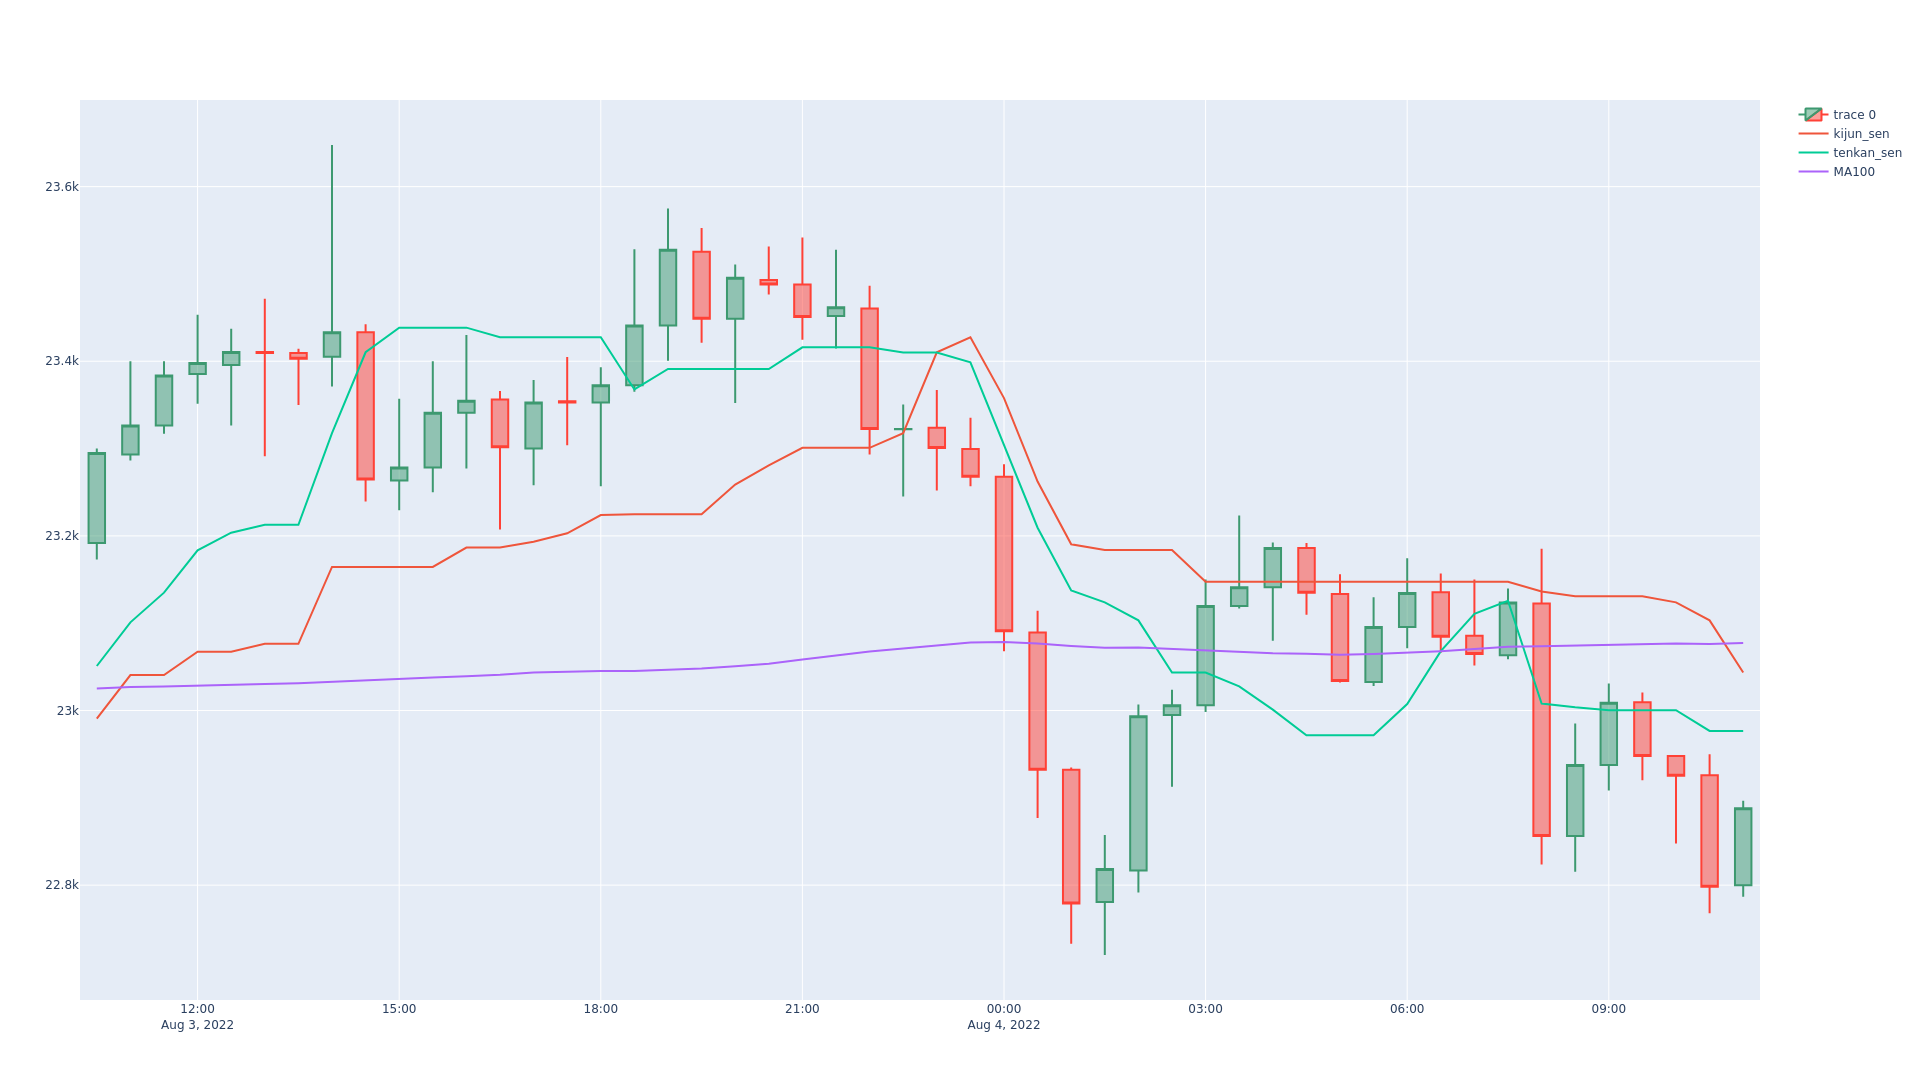 trace 0
kijun_sen
tenkan_sen
MA100
23.6k
23.4k
23.2k
23k
22.8k
12:00 15:00 18:00 21:00 00:00 03:00 06:00 09:00
Aug 3, 2022 Aug 4, 2022